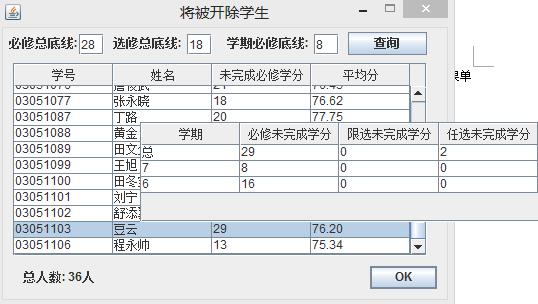 将被开除学生
必修总底线: 28 选修总底线: 18 学期必修底线: 8 查询
学号 姓名 未完成必修学分 平均分
03051077 张永晓 18 76.62
03051087 丁路 20 77.75
03051088 黄金
03051089 田文
03051099 王旭
03051100 田冬
03051101 刘宁
03051102 舒添
03051103 豆云 29 76.20
03051106 程永帅 13 75.34
学期 必修未完成学分 限选未完成学分 任选未完成学分
总 29 0 2
7 8 0 0
6 16 0 0
总人数: 36人 OK
单